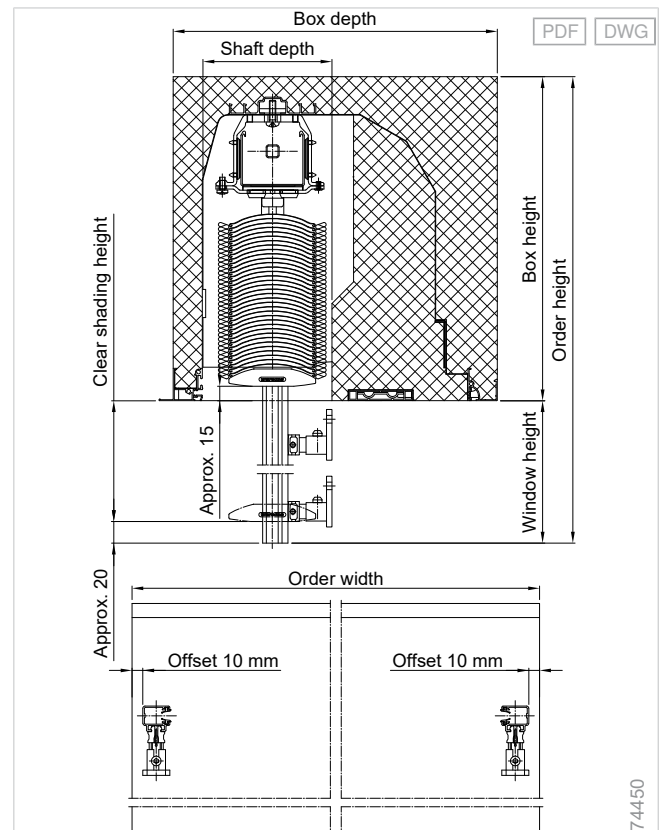 Box depth
PDF
DWG
Shaft depth
Clear shading height
Box height
Order height
Approx. 15
Window height
Approx. 20
Order width
Offset 10 mm
Offset 10 mm
74450